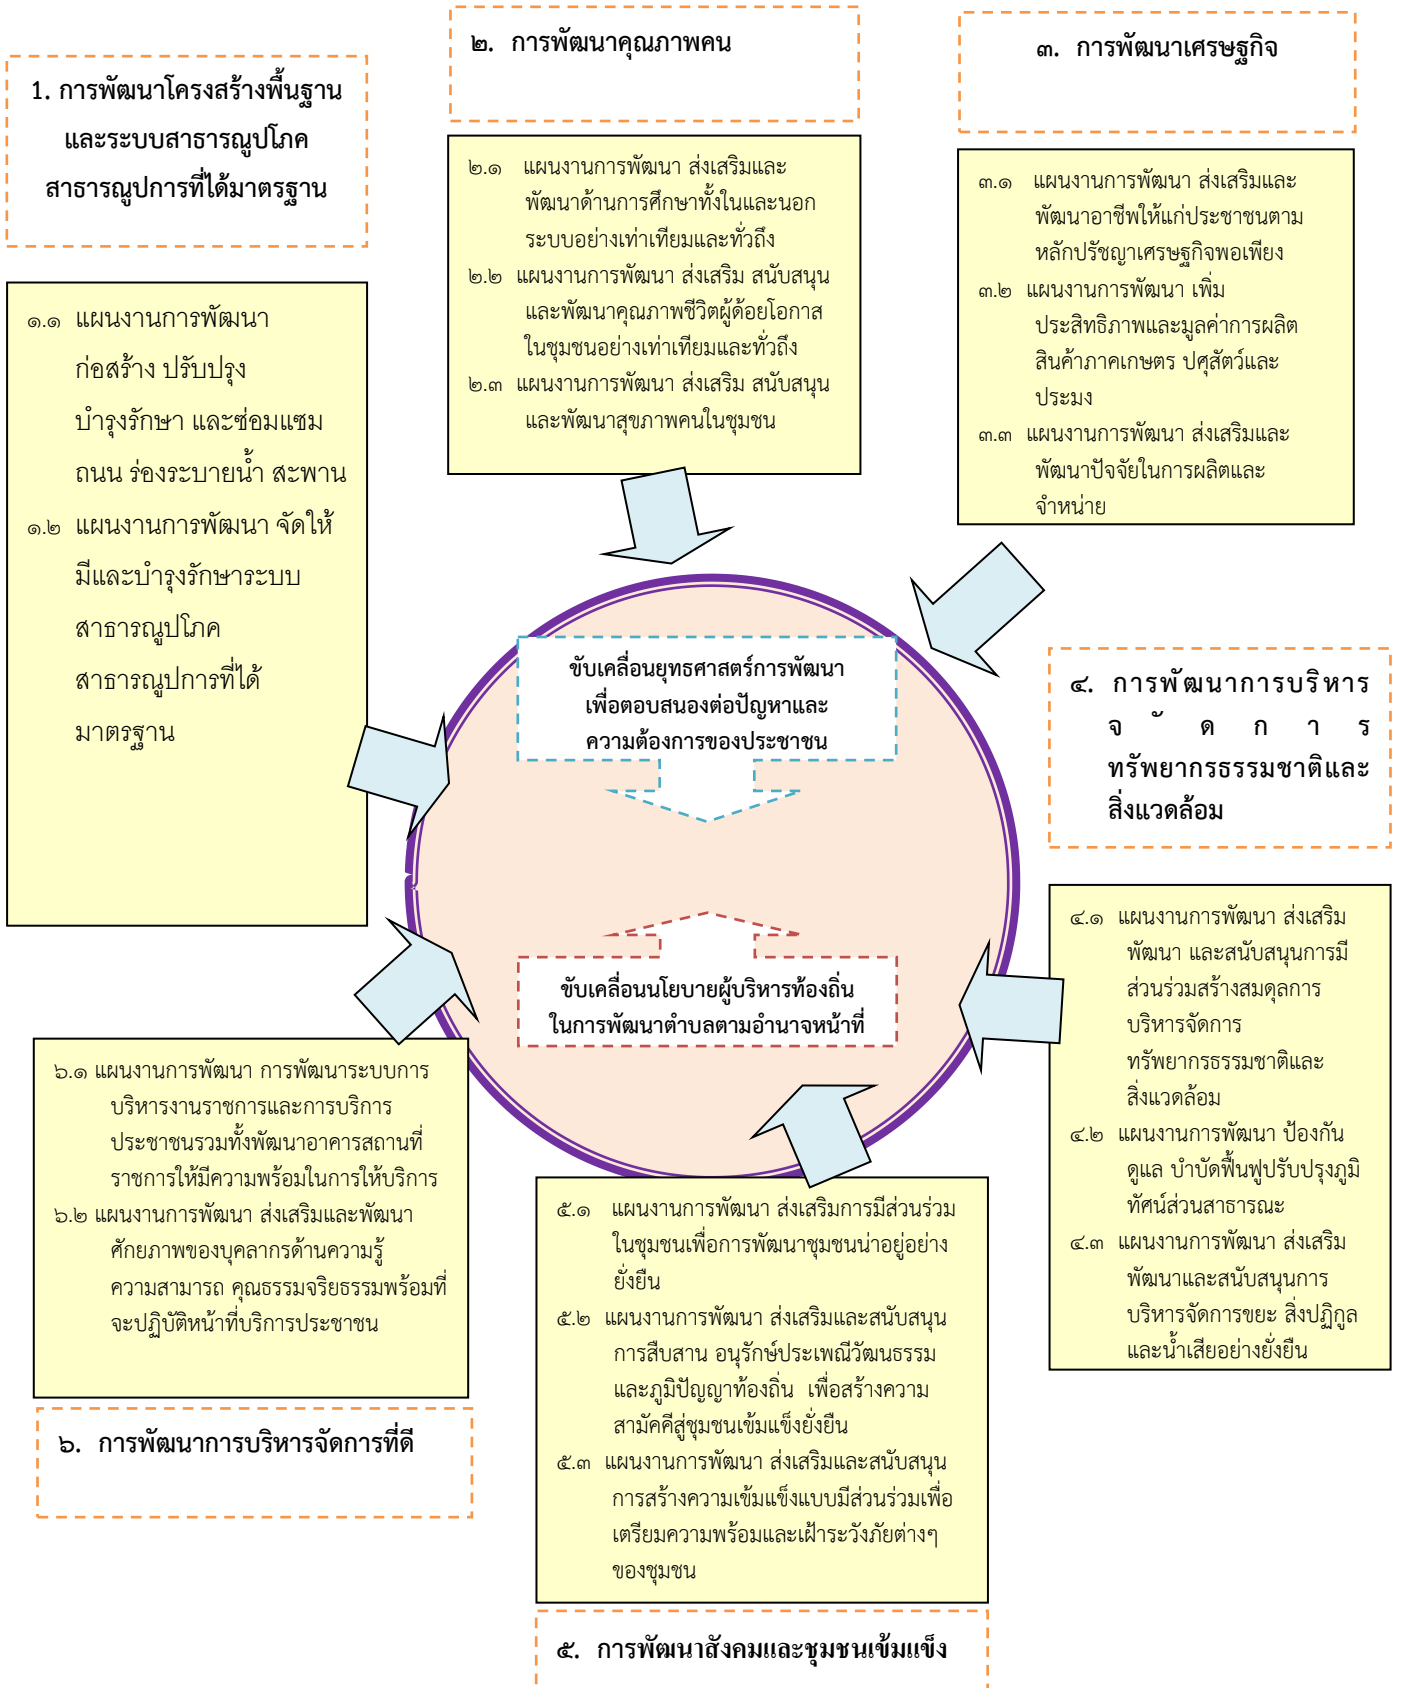 1. การพัฒนาโครงสร้างพื้นฐาน
และระบบสาธารณูปโภค
สาธารณูปการที่ได้มาตรฐาน
๑.๑ แผนงานการพัฒนา
ก่อสร้าง ปรับปรุง
บำรุงรักษา และซ่อมแซม
ถนน ร่องระบายน้ำ สะพาน
๑.๒ แผนงานการพัฒนา จัดให้
มีและบำรุงรักษาระบบ
สาธารณูปโภค
สาธารณูปการที่ได้
มาตรฐาน
๒. การพัฒนาคุณภาพคน
๒.๑ แผนงานการพัฒนา ส่งเสริมและ
พัฒนาด้านการศึกษาทั้งในและนอก
ระบบอย่างเท่าเทียมและทั่วถึง
๒.๒ แผนงานการพัฒนา ส่งเสริม สนับสนุน
และพัฒนาคุณภาพชีวิตผู้ด้อยโอกาส
ในชุมชนอย่างเท่าเทียมและทั่วถึง
๒.๓ แผนงานการพัฒนา ส่งเสริม สนับสนุน
และพัฒนาสุขภาพคนในชุมชน
๓. การพัฒนาเศรษฐกิจ
๓.๑ แผนงานการพัฒนา ส่งเสริมและ
พัฒนาอาชีพให้แก่ประชาชนตาม
หลักปรัชญาเศรษฐกิจพอเพียง
๓.๒ แผนงานการพัฒนา เพิ่ม
ประสิทธิภาพและมูลค่าการผลิต
สินค้าภาคเกษตร ปศุสัตว์และ
ประมง
๓.๓ แผนงานการพัฒนา ส่งเสริมและ
พัฒนาปัจจัยในการผลิตและ
จำหน่าย
ขับเคลื่อนยุทธศาสตร์การพัฒนา
เพื่อตอบสนองต่อปัญหาและ
ความต้องการของประชาชน
ขับเคลื่อนนโยบายผู้บริหารท้องถิ่น
ในการพัฒนาตำบลตามอำนาจหน้าที่
๔. การพัฒนาการบริหาร
จัดการ
ทรัพยากรธรรมชาติและ
สิ่งแวดล้อม
๔.๑ แผนงานการพัฒนา ส่งเสริม
พัฒนา และสนับสนุนการมี
ส่วนร่วมสร้างสมดุลการ
บริหารจัดการ
ทรัพยากรธรรมชาติและ
สิ่งแวดล้อม
๔.๒ แผนงานการพัฒนา ป้องกัน
ดูแล บำบัดฟื้นฟูปรับปรุงภูมิ
ทัศน์ส่วนสาธารณะ
๔.๓ แผนงานการพัฒนา ส่งเสริม
พัฒนาและสนับสนุนการ
บริหารจัดการขยะ สิ่งปฏิกูล
และน้ำเสียอย่างยั่งยืน
๖.๑ แผนงานการพัฒนา การพัฒนาระบบการ
บริหารงานราชการและการบริการ
ประชาชนรวมทั้งพัฒนาอาคารสถานที่
ราชการให้มีความพร้อมในการให้บริการ
๖.๒ แผนงานการพัฒนา ส่งเสริมและพัฒนา
ศักยภาพของบุคลากรด้านความรู้
ความสามารถ คุณธรรมจริยธรรมพร้อมที่
จะปฏิบัติหน้าที่บริการประชาชน
๖. การพัฒนาการบริหารจัดการที่ดี
๕.๑ แผนงานการพัฒนา ส่งเสริมการมีส่วนร่วม
ในชุมชนเพื่อการพัฒนาชุมชนน่าอยู่อย่าง
ยั่งยืน
๕.๒ แผนงานการพัฒนา ส่งเสริมและสนับสนุน
การสืบสาน อนุรักษ์ประเพณีวัฒนธรรม
และภูมิปัญญาท้องถิ่น เพื่อสร้างความ
สามัคคีสู่ชุมชนเข้มแข็งยั่งยืน
๕.๓ แผนงานการพัฒนา ส่งเสริมและสนับสนุน
การสร้างความเข้มแข็งแบบมีส่วนร่วมเพื่อ
เตรียมความพร้อมและเฝ้าระวังภัยต่างๆ
ของชุมชน
๕. การพัฒนาสังคมและชุมชนเข้มแข็ง